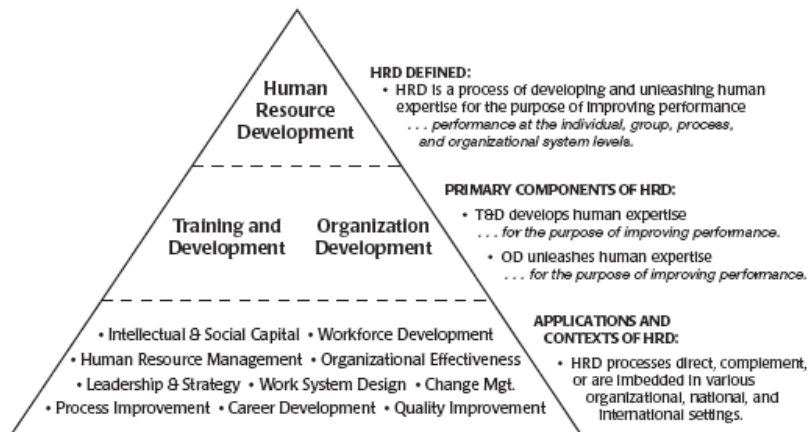 Human
Resource
Development
HRD DEFINED:
• HRD is a process of developing and unleashing human
expertise for the purpose of improving performance
. . . performance at the individual, group, process,
and organizational system levels.
Training and
Development
Organization
Development
PRIMARY COMPONENTS OF HRD:
• T&D develops human expertise
. . . for the purpose of improving performance.
• OD unleashes human expertise
. . . for the purpose of improving performance.
• Intellectual & Social Capital • Workforce Development
• Human Resource Management • Organizational Effectiveness
• Leadership & Strategy • Work System Design • Change Mgt.
• Process Improvement • Career Development • Quality Improvement
APPLICATIONS AND
CONTEXTS OF HRD:
• HRD processes direct, complement,
or are imbedded in various
organizational, national, and
international settings.